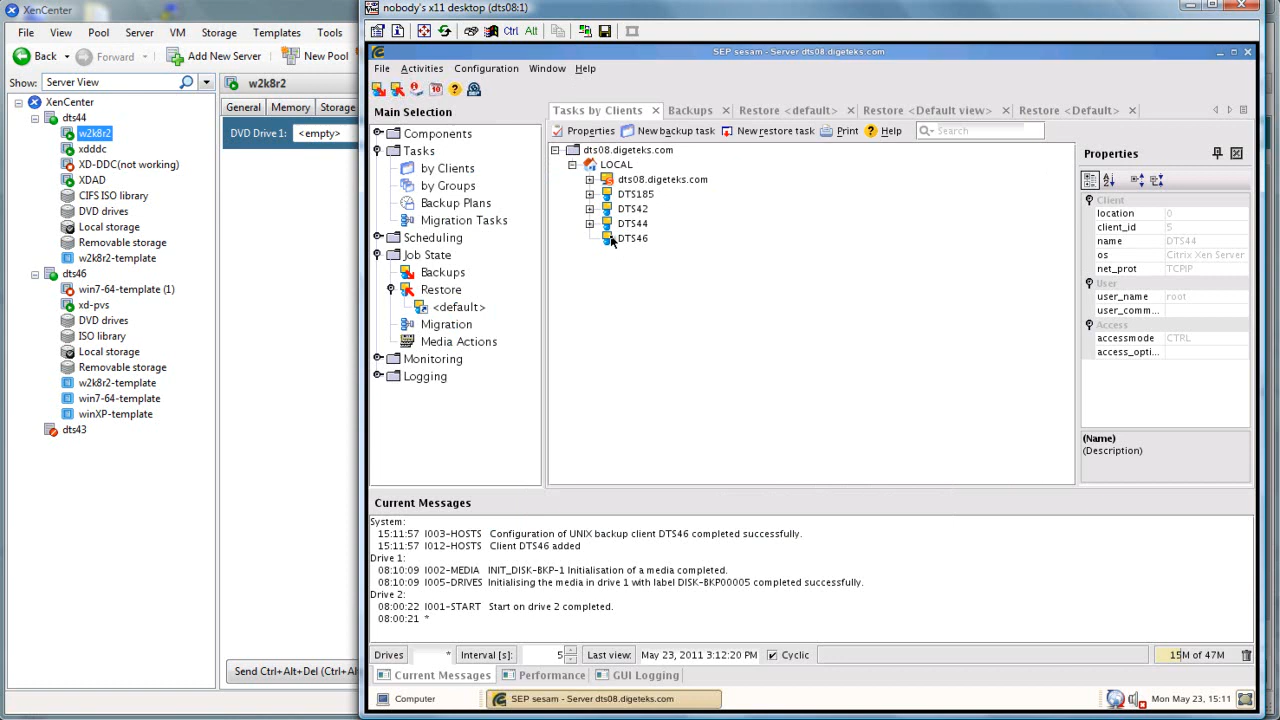 XenCenter
File View Pool Server VM Storage Templates Tools
Back Forward Add New Server New Pool
Show: Server View
w2k8r2
XenCenter
dts44
w2k8r2
xdddc
XD-DDC(not working)
XDAD
CIFS ISO library
DVD drives
Local storage
Removable storage
w2k8r2-template
dts46
win7-64-template (1)
xd-pvs
DVD drives
ISO library
Local storage
Removable storage
w2k8r2-template
win7-64-template
winXP-template
dts43
General Memory Storage
DVD Drive 1: <empty>
Send Ctrl+Alt+Del (Ctrl+Al
nobody's x11 desktop (dts08:1)
Ctrl Alt
SEP sesam - Server dts08.digeteks.com
File Activities Configuration Window Help
Main Selection
Components
Tasks
by Clients
by Groups
Backup Plans
Migration Tasks
Scheduling
Job State
Backups
Restore
<default>
Migration
Media Actions
Monitoring
Logging
Tasks by Clients Backups Restore <default> Restore <Default view> Restore <Default>
Properties New backup task New restore task Print Help Search
dts08.digeteks.com
LOCAL
dts08.digeteks.com
DTS185
DTS42
DTS44
DTS46
Properties
Client
location 0
client_id 5
name DTS44
os Citrix Xen Server
net_prot TCPIP
User
user_name root
user_comm...
Access
accessmode CTRL
access_opti...
(Name)
(Description)
Current Messages
System:
15:11:57 I003-HOSTS Configuration of UNIX backup client DTS46 completed successfully.
15:11:57 I012-HOSTS Client DTS46 added
Drive 1:
08:10:09 I002-MEDIA INIT_DISK-BKP-1 Initialisation of a media completed.
08:10:09 I005-DRIVES Initialising the media in drive 1 with label DISK-BKP00005 completed successfully.
Drive 2:
08:00:22 I001-START Start on drive 2 completed.
08:00:21 *
Drives * Interval [s]: 5 Last view: May 23, 2011 3:12:20 PM Cyclic 15M of 47M
Current Messages Performance GUI Logging
Computer SEP sesam - Server dts08.digeteks.com Mon May 23, 15:11